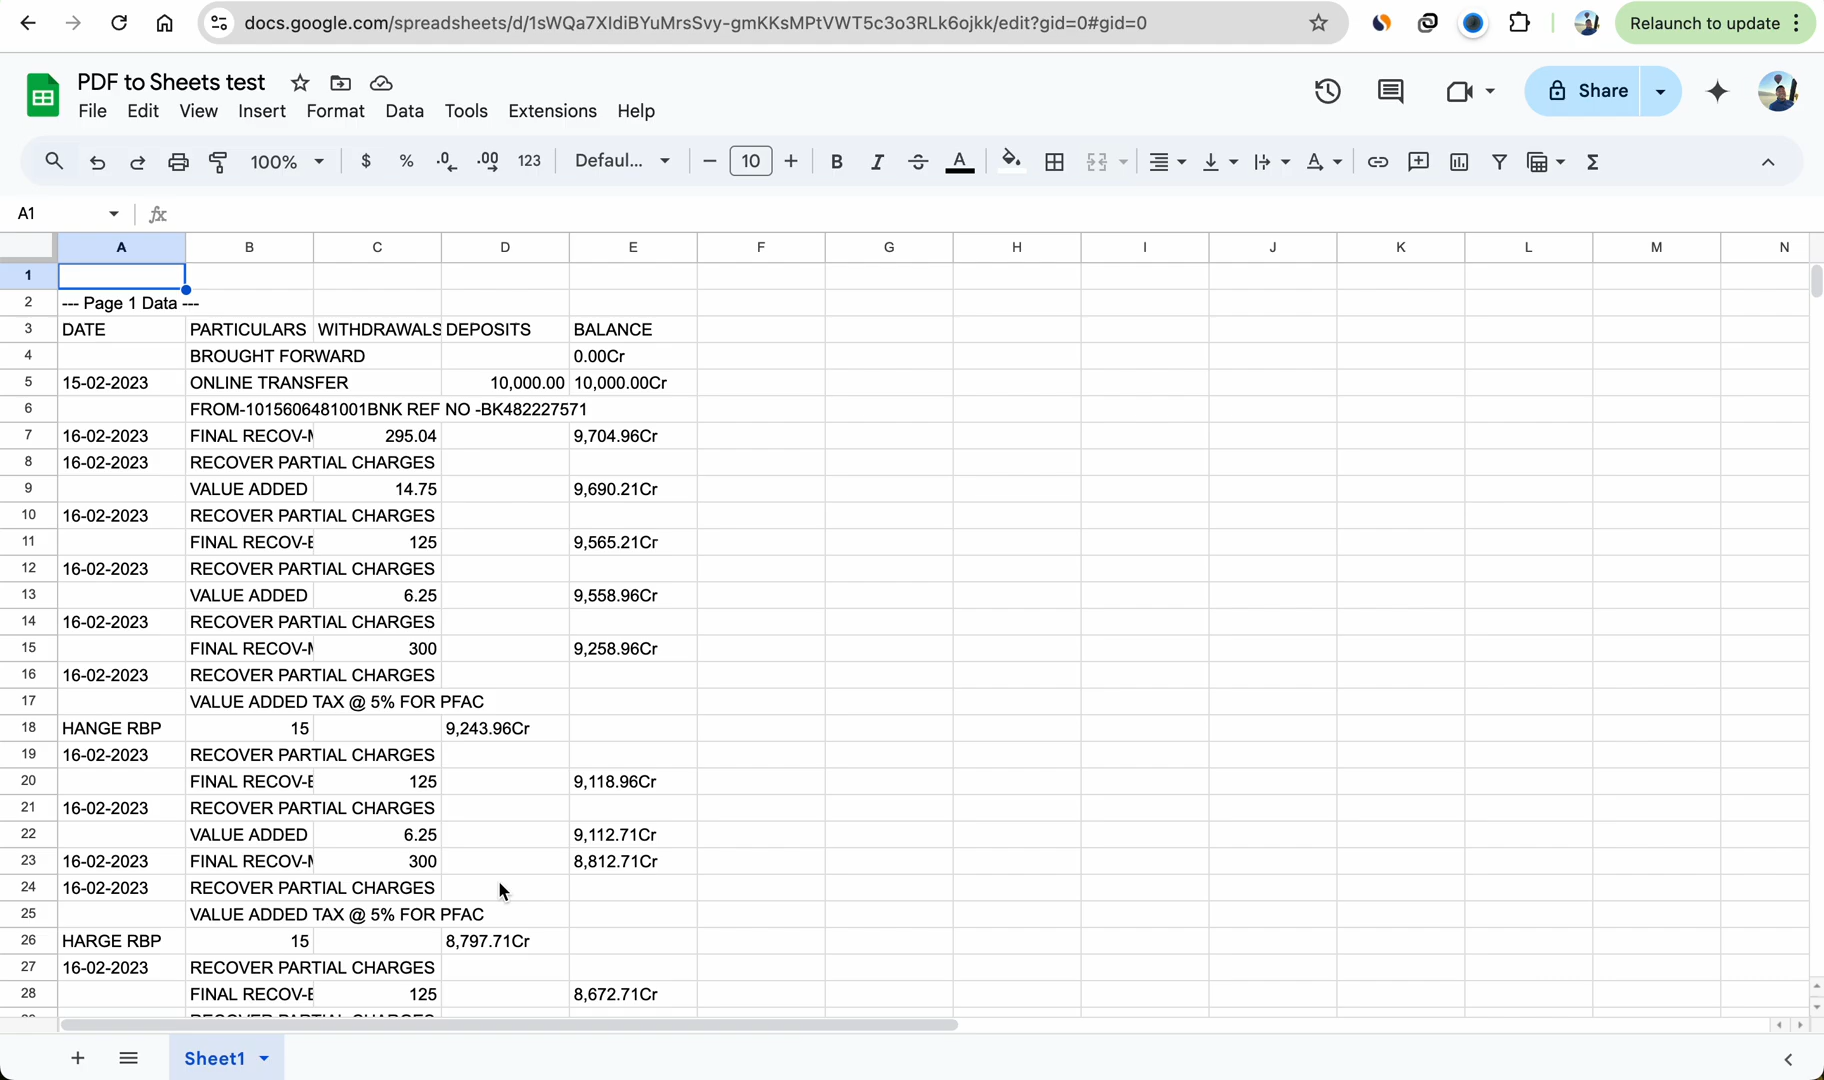 docs.google.com/spreadsheets/d/1sWQa7XIdiBYuMrsSvy-gmKKsMPtVWT5c3o3RLk6ojkk/edit?gid=0#gid=0 Relaunch to update
PDF to Sheets test
File Edit View Insert Format Data Tools Extensions Help Share
100% $ % .0 .00 123 Defaul... 10 B I S A A Σ
A1 fx
A B C D E F G H I J K L M N
1
2 --- Page 1 Data ---
3 DATE PARTICULARS WITHDRAWALS DEPOSITS BALANCE
4 BROUGHT FORWARD 0.00Cr
5 15-02-2023 ONLINE TRANSFER 10,000.00 10,000.00Cr
6 FROM-1015606481001BNK REF NO -BK482227571
7 16-02-2023 FINAL RECOV- 295.04 9,704.96Cr
8 16-02-2023 RECOVER PARTIAL CHARGES
9 VALUE ADDED 14.75 9,690.21Cr
10 16-02-2023 RECOVER PARTIAL CHARGES
11 FINAL RECOV- 125 9,565.21Cr
12 16-02-2023 RECOVER PARTIAL CHARGES
13 VALUE ADDED 6.25 9,558.96Cr
14 16-02-2023 RECOVER PARTIAL CHARGES
15 FINAL RECOV- 300 9,258.96Cr
16 16-02-2023 RECOVER PARTIAL CHARGES
17 VALUE ADDED TAX @ 5% FOR PFAC
18 HANGE RBP 15 9,243.96Cr
19 16-02-2023 RECOVER PARTIAL CHARGES
20 FINAL RECOV- 125 9,118.96Cr
21 16-02-2023 RECOVER PARTIAL CHARGES
22 VALUE ADDED 6.25 9,112.71Cr
23 16-02-2023 FINAL RECOV- 300 8,812.71Cr
24 16-02-2023 RECOVER PARTIAL CHARGES
25 VALUE ADDED TAX @ 5% FOR PFAC
26 HARGE RBP 15 8,797.71Cr
27 16-02-2023 RECOVER PARTIAL CHARGES
28 FINAL RECOV- 125 8,672.71Cr
Sheet1